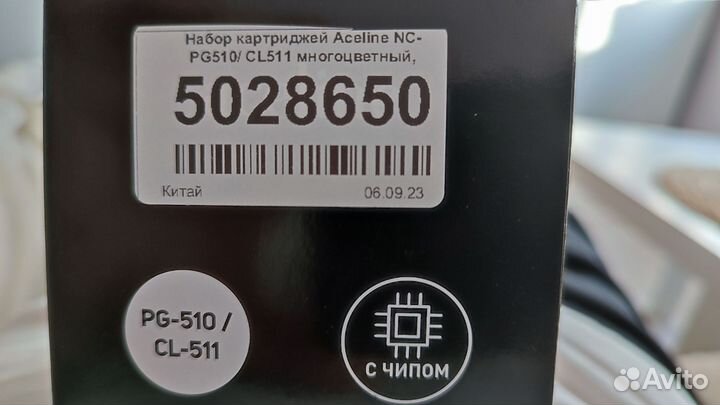 Набор картриджей Aceline NC-
PG510/ CL511 многоцветный,
5028650
Китай 06.09.23
PG-510 /
CL-511
С ЧИПОМ
Avito